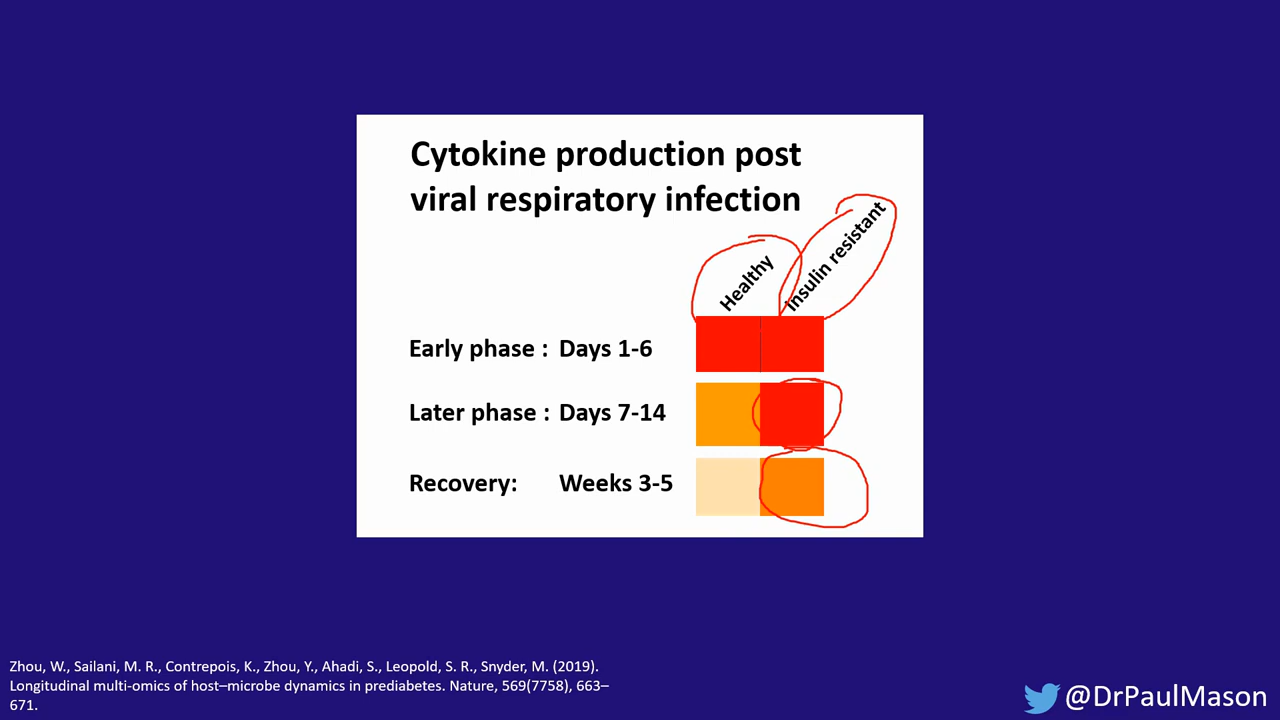 Cytokine production post
viral respiratory infection
Healthy
insulin resistant
Early phase : Days 1-6
Later phase : Days 7-14
Recovery: Weeks 3-5
Zhou, W., Sailani, M. R., Contrepois, K., Zhou, Y., Ahadi, S., Leopold, S. R., Snyder, M. (2019).
Longitudinal multi-omics of host–microbe dynamics in prediabetes. Nature, 569(7758), 663–
671.
@DrPaulMason